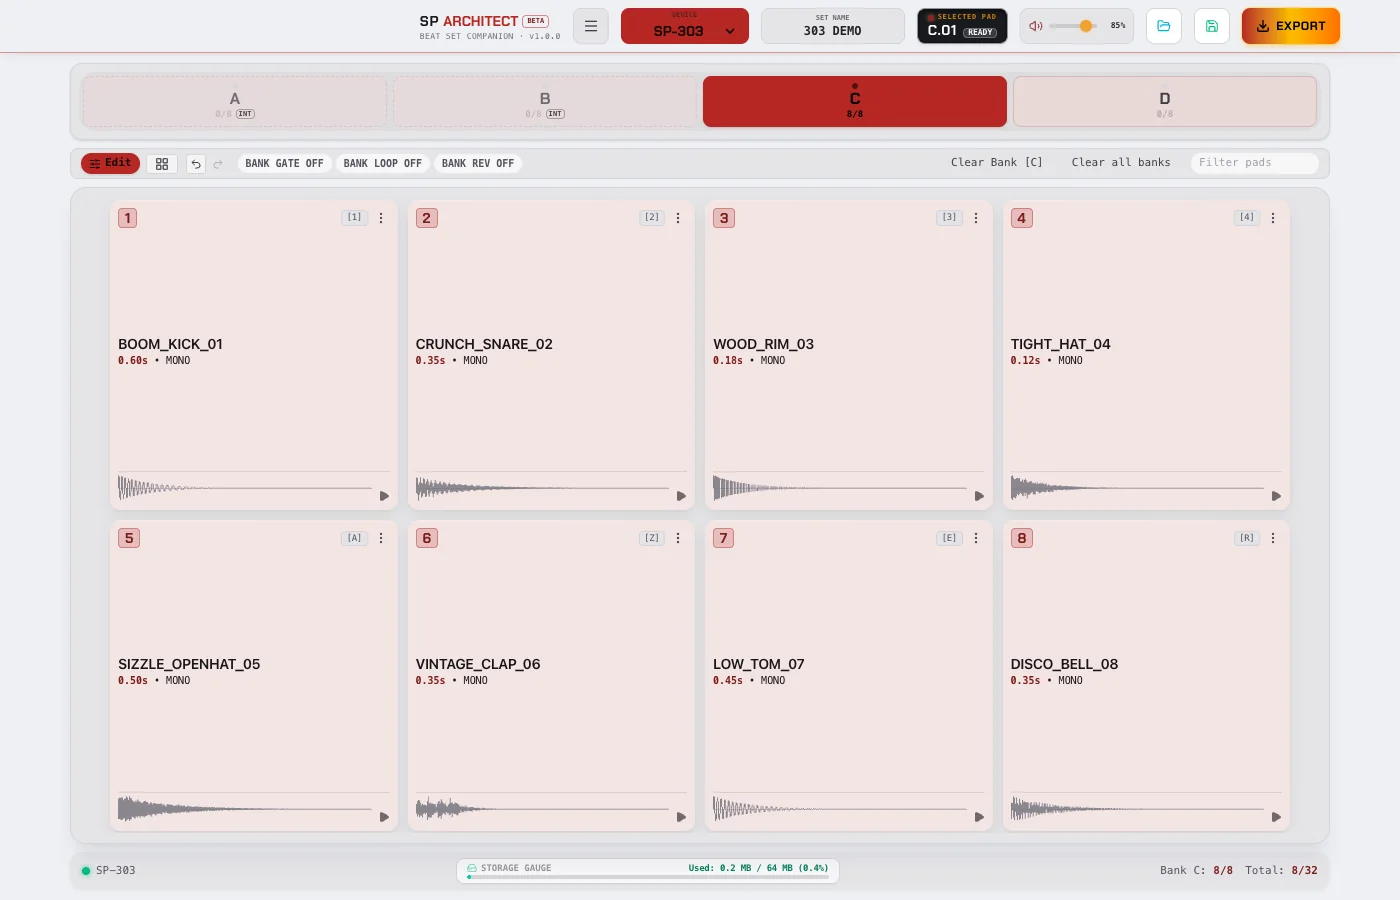 SP ARCHITECT BETA
BEAT SET COMPANION · v1.0.0
DEVICE
SP-303
SET NAME
303 DEMO
SELECTED PAD
C.01 READY
85%
EXPORT
A
0/8 INT
B
0/8 INT
C
8/8
D
0/8
Edit
BANK GATE OFF
BANK LOOP OFF
BANK REV OFF
Clear Bank [C]
Clear all banks
Filter pads
1 [1]
BOOM_KICK_01
0.60s • MONO
2 [2]
CRUNCH_SNARE_02
0.35s • MONO
3 [3]
WOOD_RIM_03
0.18s • MONO
4 [4]
TIGHT_HAT_04
0.12s • MONO
5 [A]
SIZZLE_OPENHAT_05
0.50s • MONO
6 [Z]
VINTAGE_CLAP_06
0.35s • MONO
7 [E]
LOW_TOM_07
0.45s • MONO
8 [R]
DISCO_BELL_08
0.35s • MONO
SP-303
STORAGE GAUGE
Used: 0.2 MB / 64 MB (0.4%)
Bank C: 8/8 Total: 8/32